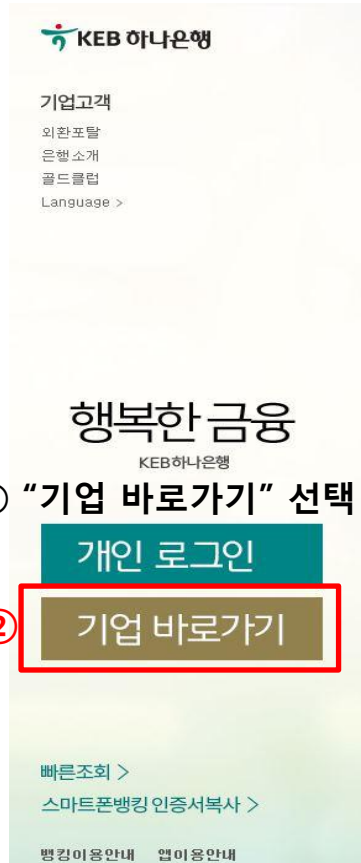 KEB 하나은행
기업고객
외환포탈
은행소개
골드클럽
Language >
행복한 금융
KEB하나은행
“기업 바로가기” 선택
개인 로그인
기업 바로가기
빠른조회 >
스마트폰뱅킹 인증서복사 >
뱅킹이용안내 앱이용안내